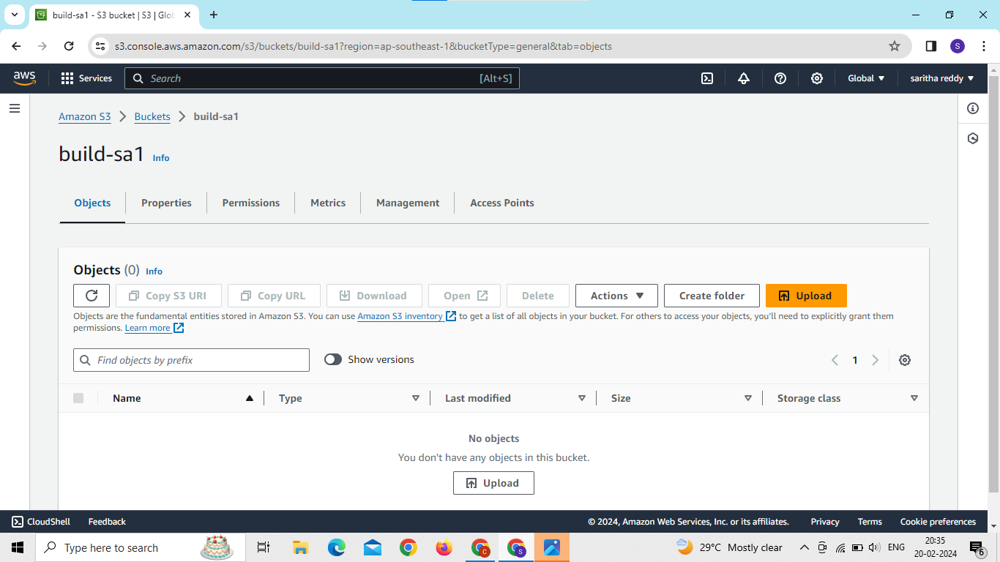 build-sa1 - S3 bucket | S3 | Glob
s3.console.aws.amazon.com/s3/buckets/build-sa1?region=ap-southeast-1&bucketType=general&tab=objects
S
aws
Services
Search
[Alt+S]
Global
saritha reddy
Amazon S3 > Buckets > build-sa1
build-sa1 Info
Objects
Properties
Permissions
Metrics
Management
Access Points
Objects (0) Info
Copy S3 URI
Copy URL
Download
Open
Delete
Actions
Create folder
Upload
Objects are the fundamental entities stored in Amazon S3. You can use Amazon S3 inventory to get a list of all objects in your bucket. For others to access your objects, you'll need to explicitly grant them
permissions. Learn more
Find objects by prefix
Show versions
1
Name
Type
Last modified
Size
Storage class
No objects
You don't have any objects in this bucket.
Upload
CloudShell
Feedback
© 2024, Amazon Web Services, Inc. or its affiliates.
Privacy
Terms
Cookie preferences
Type here to search
C
S
29°C Mostly clear
ENG
20:35
20-02-2024
6